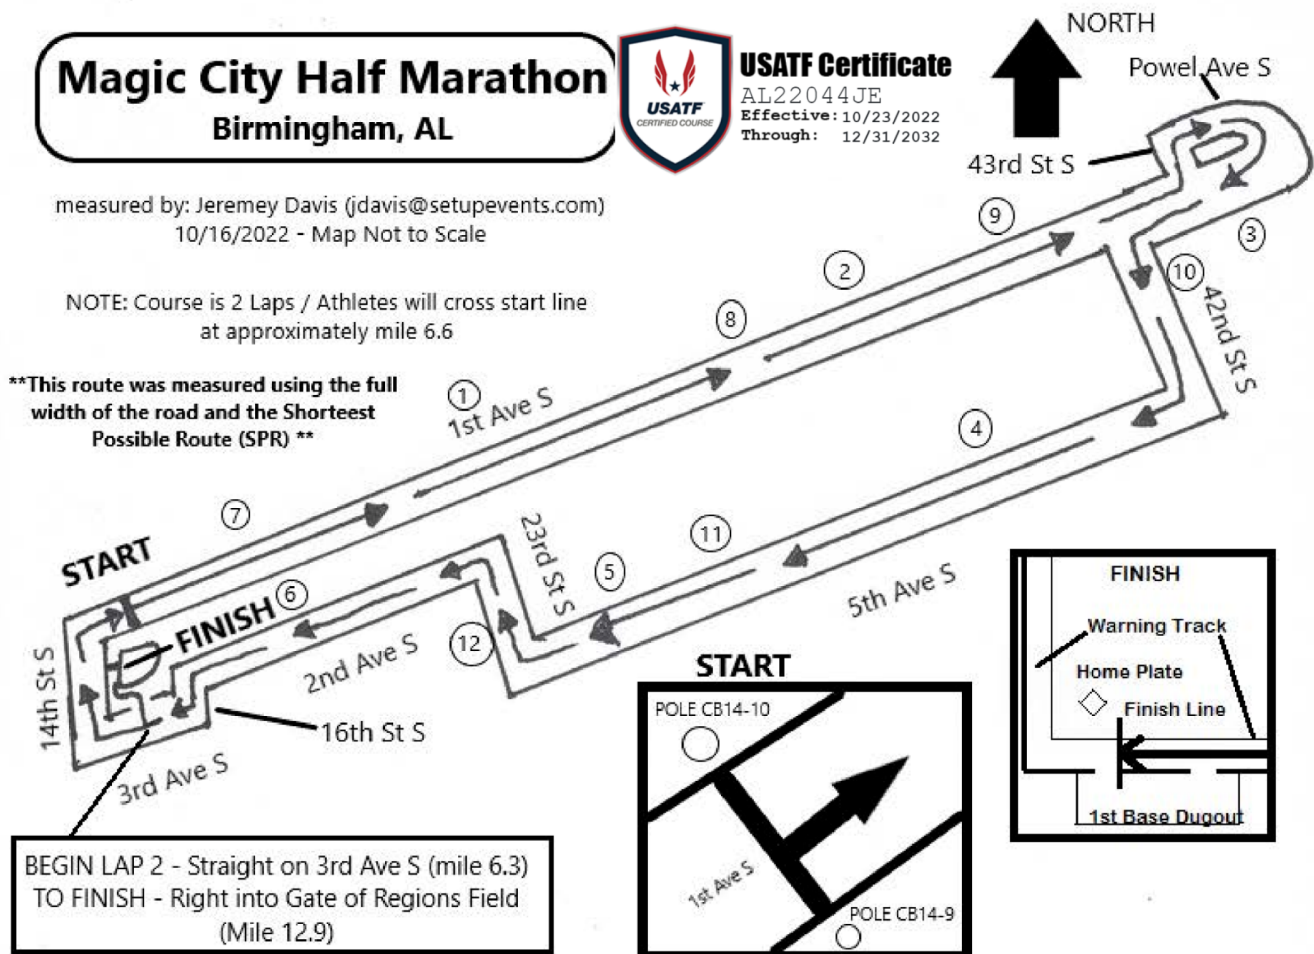 NORTH
Magic City Half Marathon
Birmingham, AL
USATF
CERTIFIED COURSE
USATF Certificate
AL22044JE
Effective: 10/23/2022
Through: 12/31/2032
Powel Ave S
43rd St S
measured by: Jeremey Davis (jdavis@setupevents.com)
10/16/2022 - Map Not to Scale
NOTE: Course is 2 Laps / Athletes will cross start line
at approximately mile 6.6
**This route was measured using the full
width of the road and the Shorteest
Possible Route (SPR) **
9
3
2
10
8
42nd St S
1
1st Ave S
4
7
11
23rd St S
5
START
6
FINISH
12
5th Ave S
2nd Ave S
14th St S
16th St S
3rd Ave S
BEGIN LAP 2 - Straight on 3rd Ave S (mile 6.3)
TO FINISH - Right into Gate of Regions Field
(Mile 12.9)
START
POLE CB14-10
1st Ave S
POLE CB14-9
FINISH
Warning Track
Home Plate
Finish Line
1st Base Dugout